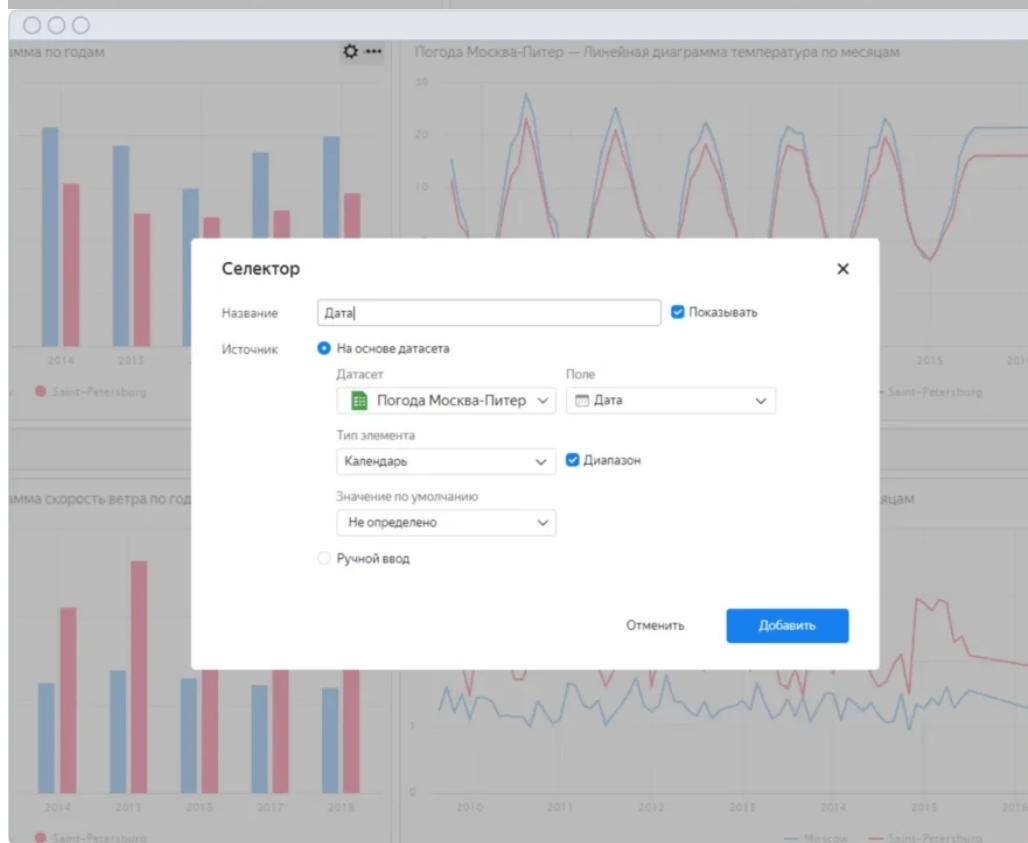 амма по годам
Погода Москва-Питер — Линейная диаграмма температура по месяцам
30
20
10
Селектор
Название
Дата
Показывать
Источник
На основе датасета
Датасет
Поле
Погода Москва-Питер
Дата
Тип элемента
Календарь
Диапазон
Значение по умолчанию
Не определено
Ручной ввод
Отменить
Добавить
2014 2015
Saint-Petersburg
2015
Saint-Petersburg
амма скорость ветра по год
яцам
2014 2015 2016 2017 2018
Saint-Petersburg
0
2010 2011 2012 2013 2014 2015 2016
Moscow
Saint-Petersburg